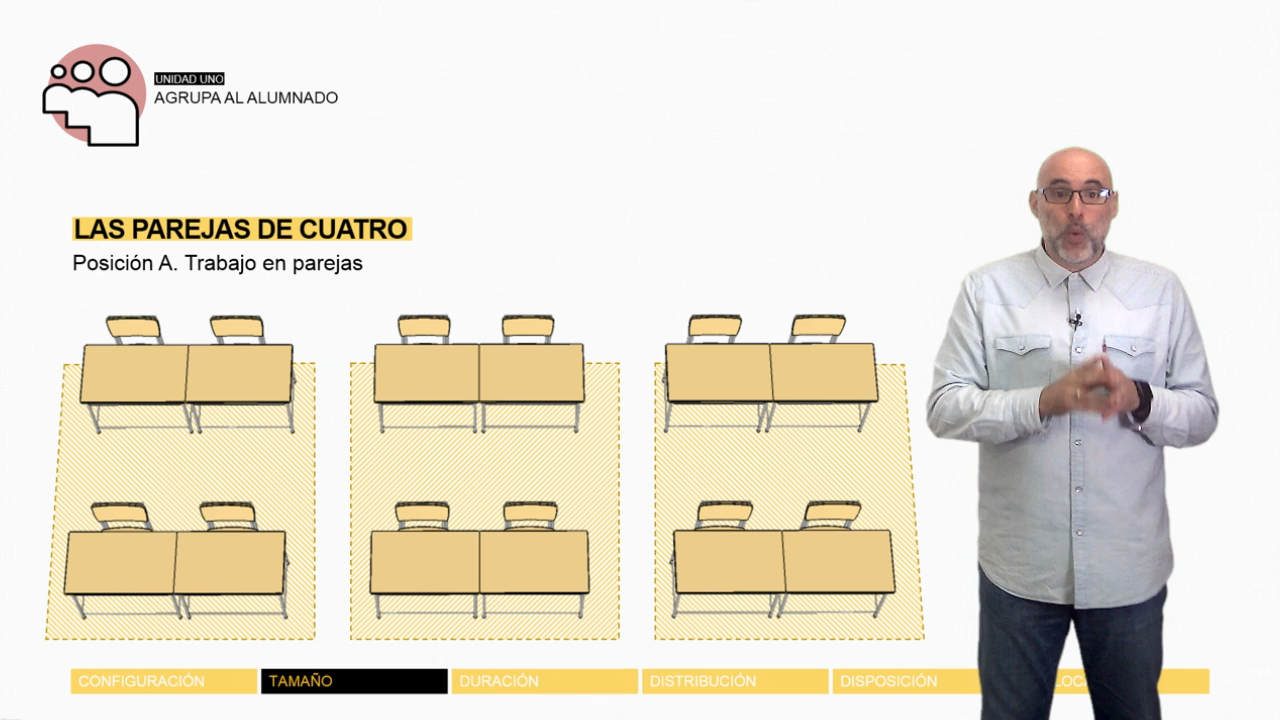 UNIDAD UNO
AGRUPA AL ALUMNADO
LAS PAREJAS DE CUATRO
Posición A. Trabajo en parejas
CONFIGURACIÓN
TAMAÑO
DURACIÓN
DISTRIBUCIÓN
DISPOSICIÓN